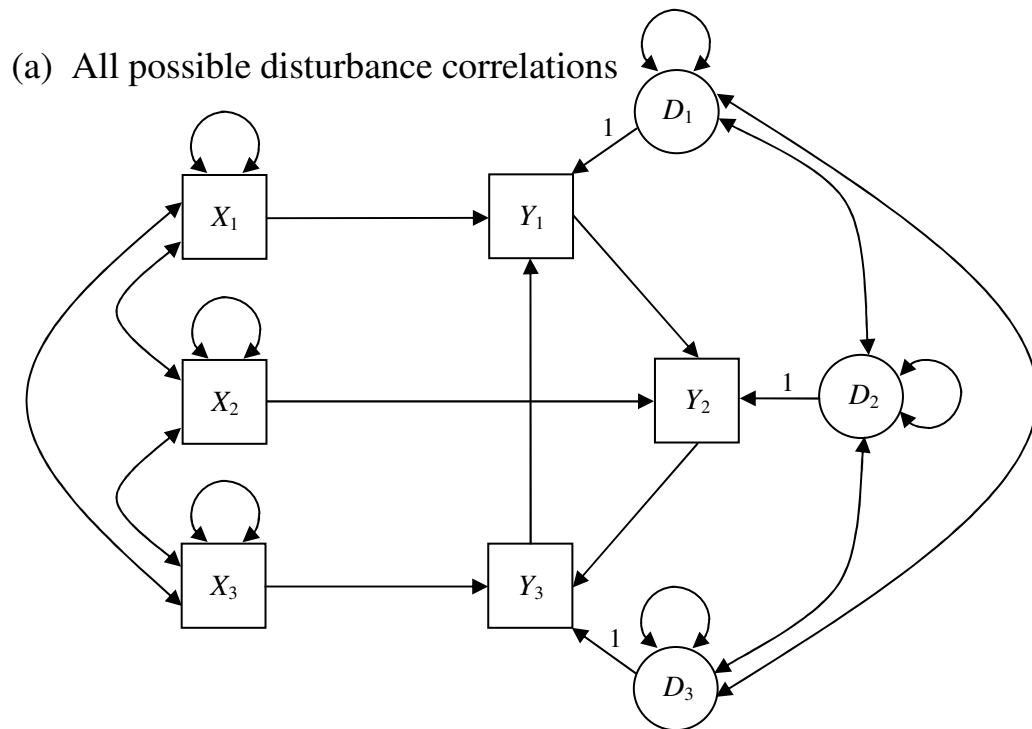 (a) All possible disturbance correlations
D1
1
X1
Y1
X2
Y2
1
D2
X3
Y3
1
D3